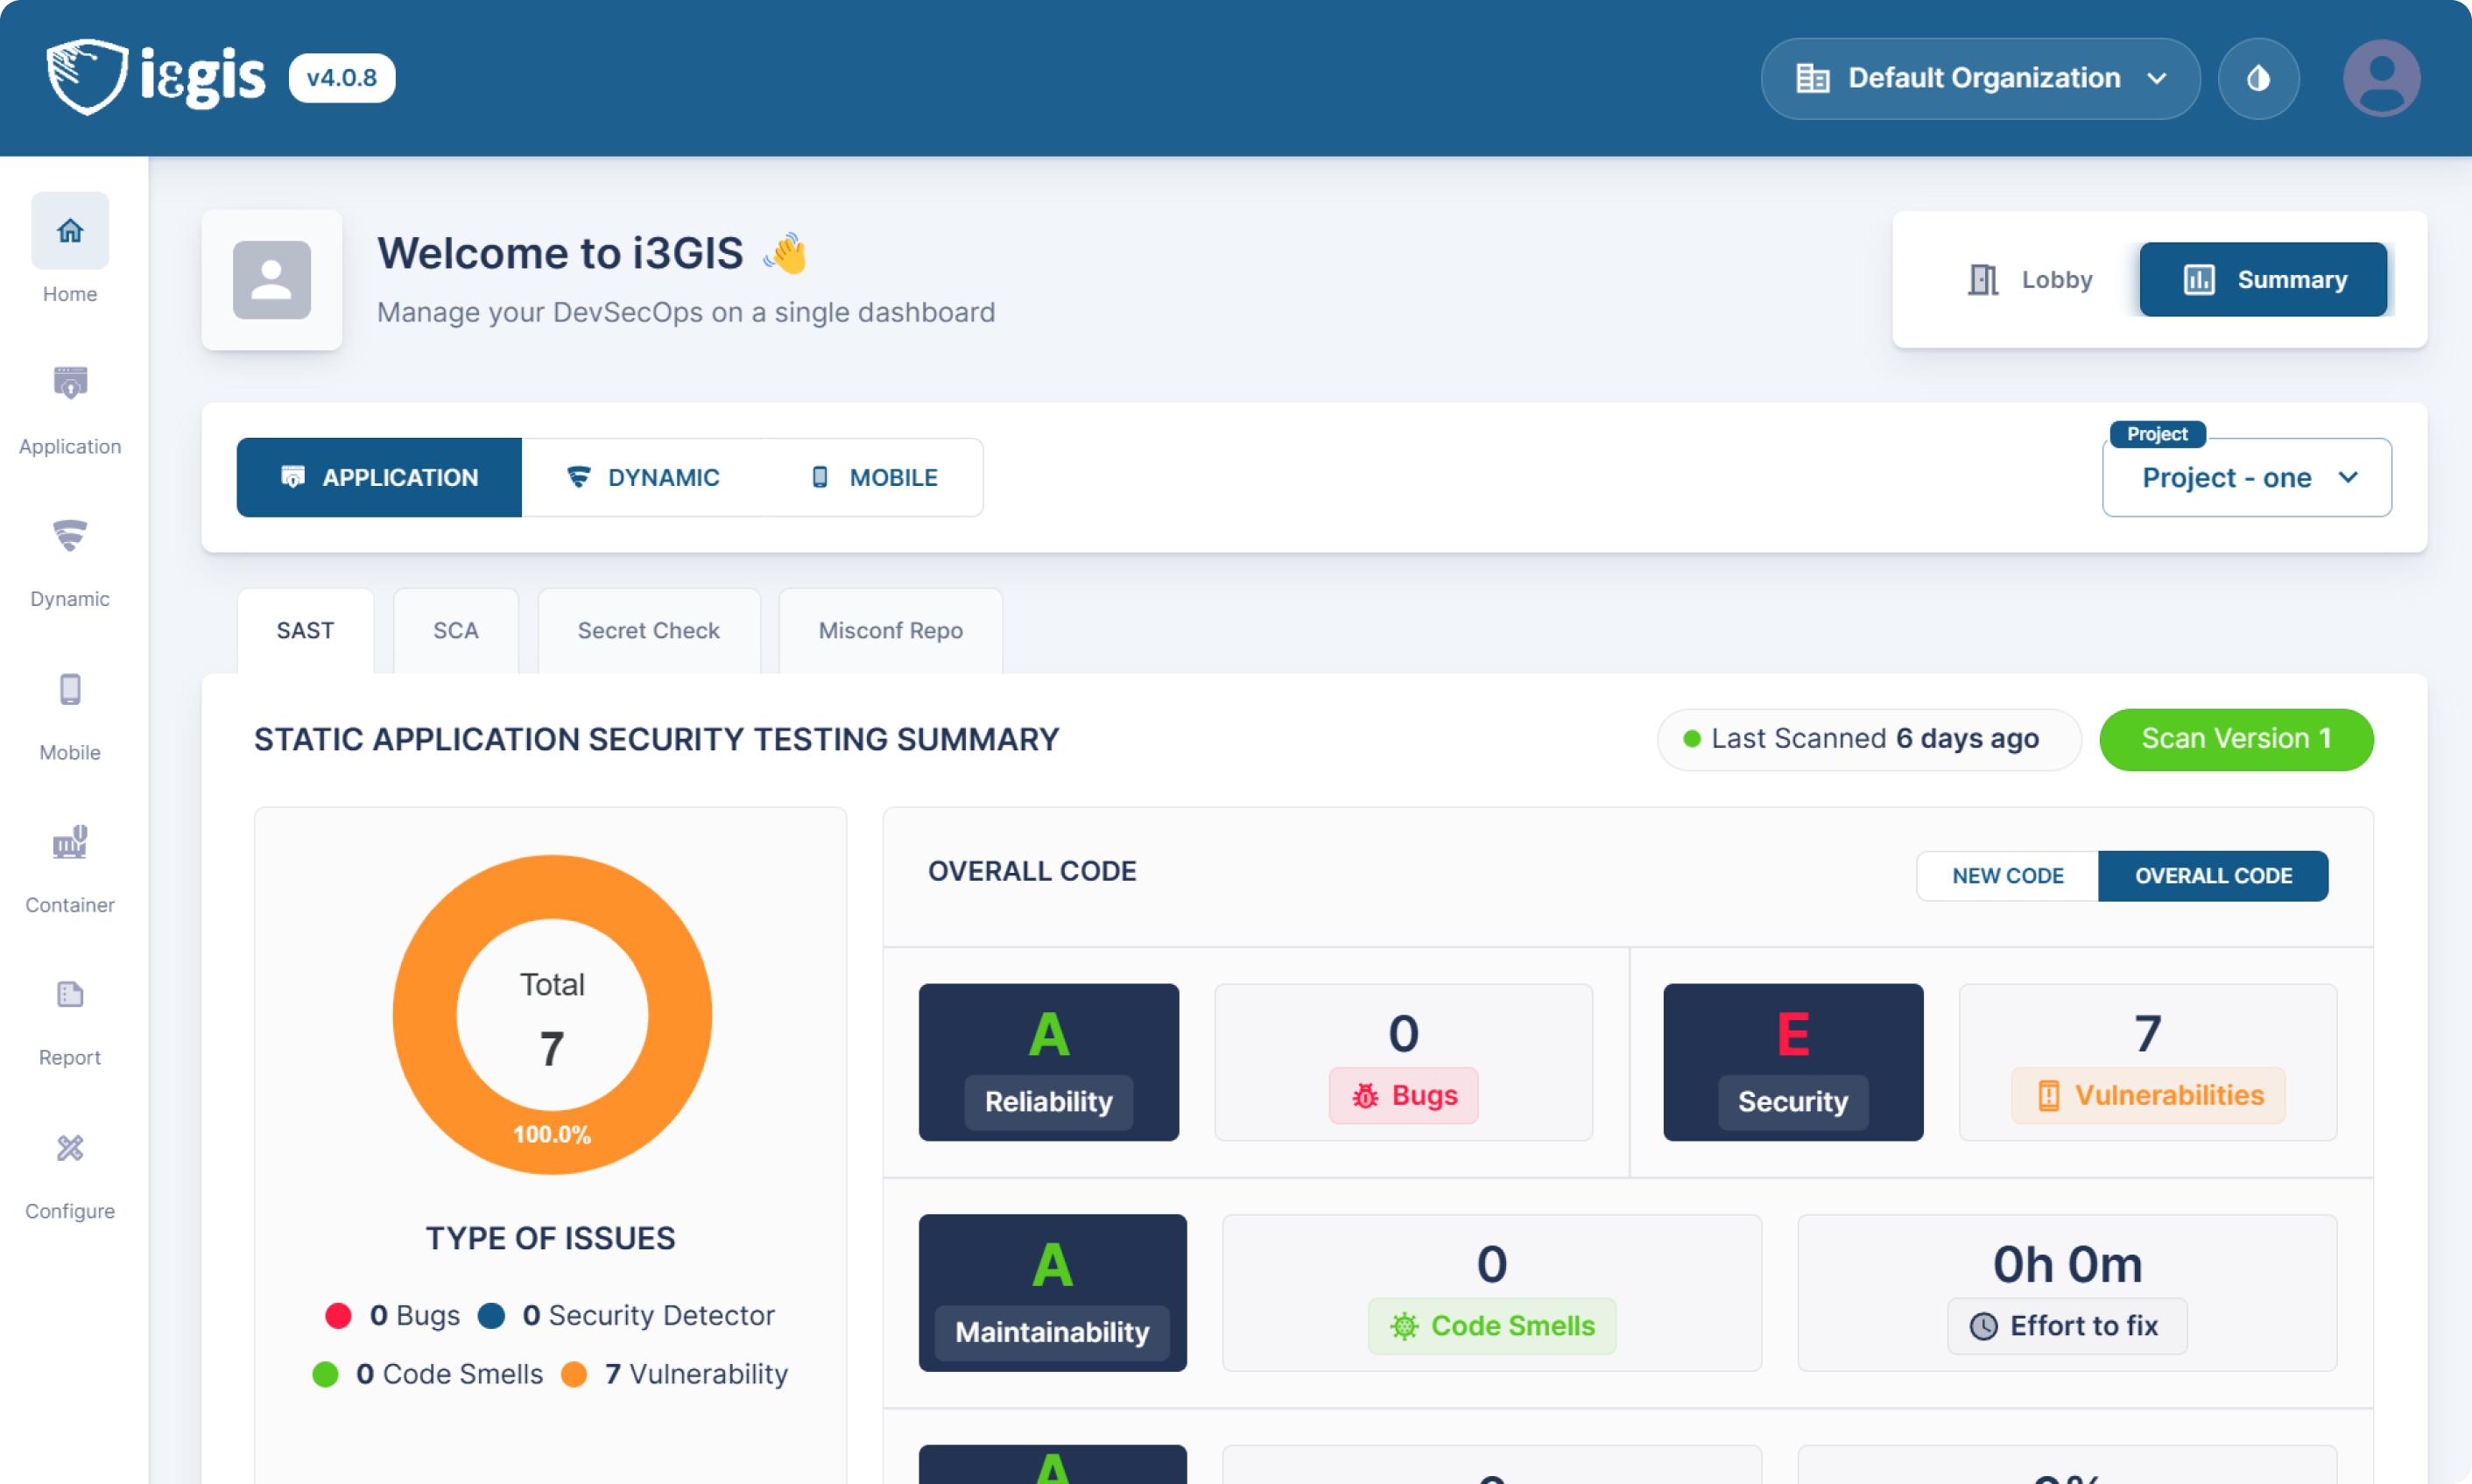 iɛgis
v4.0.8
Default Organization
Home
Application
Dynamic
Mobile
Container
Report
Configure
Welcome to i3GIS 👋
Manage your DevSecOps on a single dashboard
Lobby
Summary
APPLICATION
DYNAMIC
MOBILE
Project
Project - one
SAST
SCA
Secret Check
Misconf Repo
STATIC APPLICATION SECURITY TESTING SUMMARY
Last Scanned 6 days ago
Scan Version 1
Total
7
100.0%
TYPE OF ISSUES
0 Bugs
0 Security Detector
0 Code Smells
7 Vulnerability
OVERALL CODE
NEW CODE
OVERALL CODE
A
Reliability
0
Bugs
E
Security
7
Vulnerabilities
A
Maintainability
0
Code Smells
0h 0m
Effort to fix
A